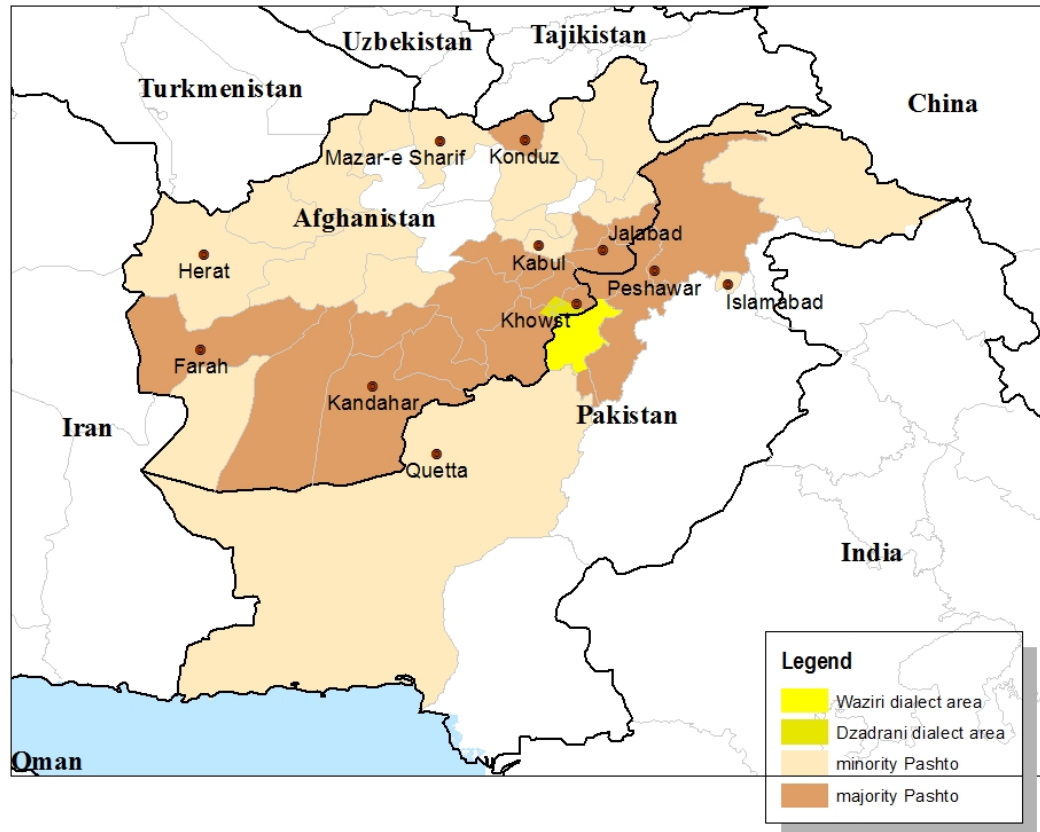 Uzbekistan
Tajikistan
Turkmenistan
China
Mazar-e Sharif
Konduz
Afghanistan
Jalabad
Herat
Kabul
Peshawar
Islamabad
Khowst
Farah
Kandahar
Pakistan
Iran
Quetta
India
Legend
Waziri dialect area
Dzadrani dialect area
minority Pashto
majority Pashto
Oman